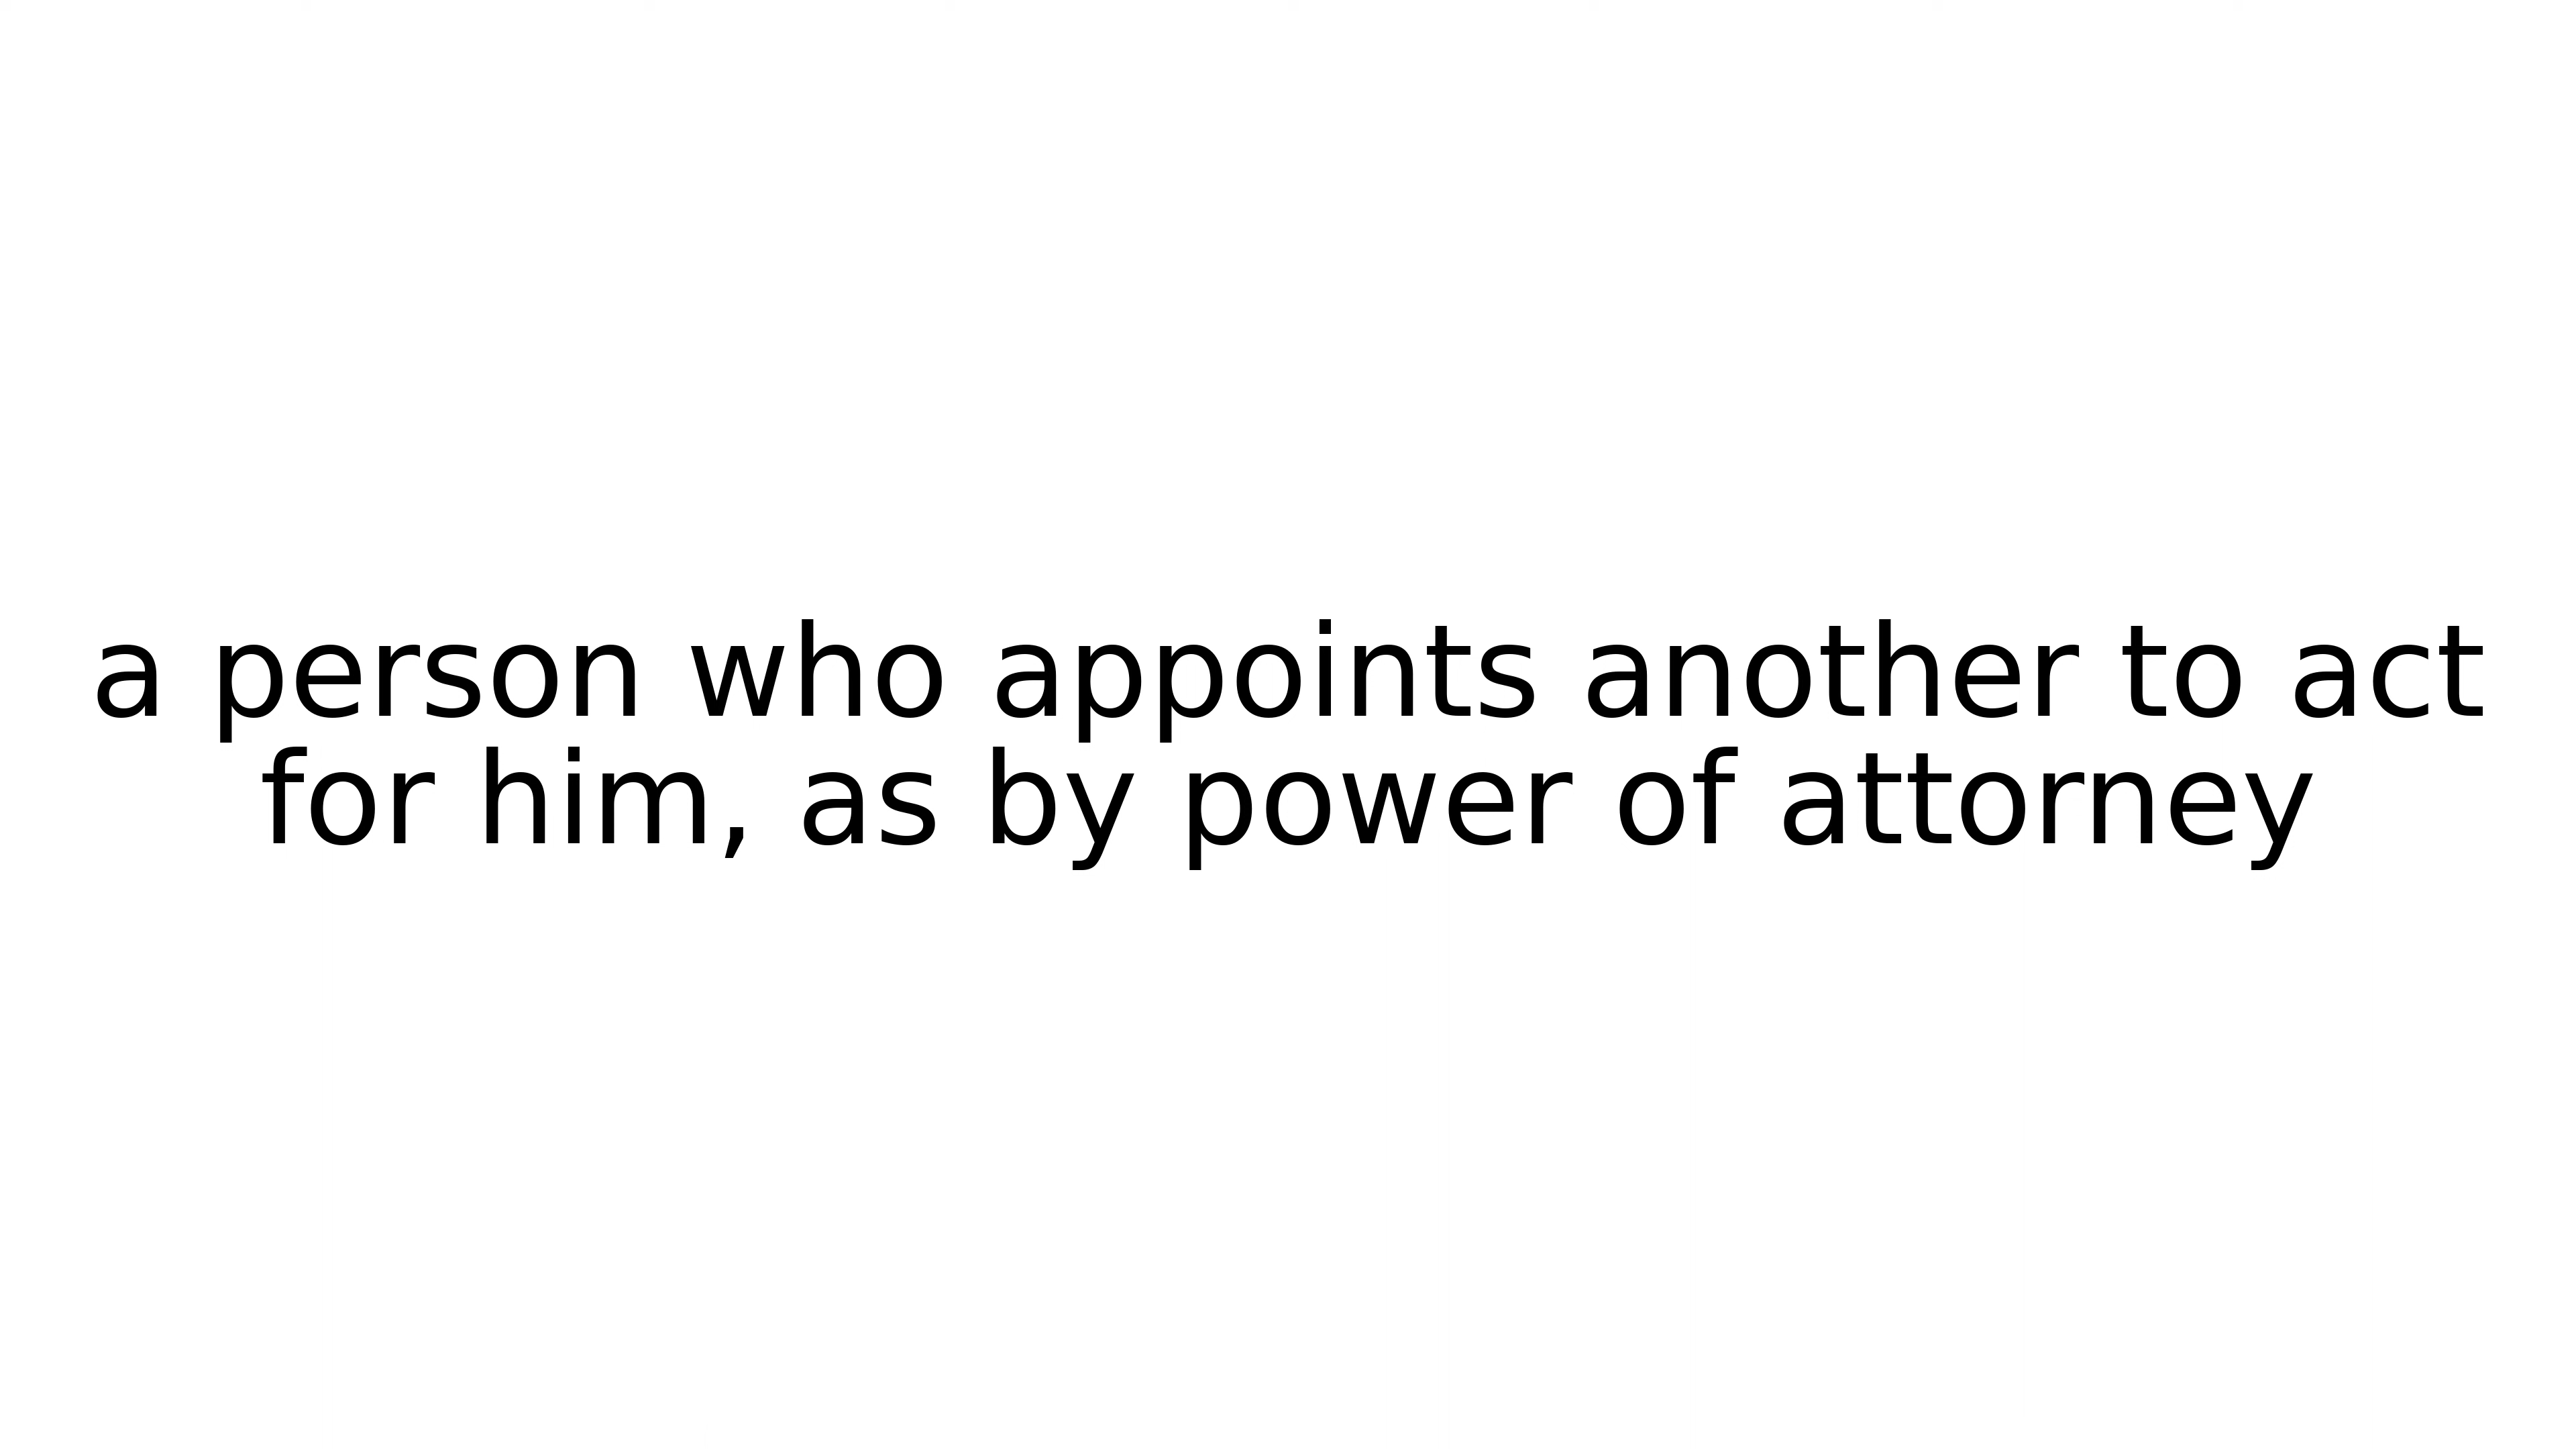 a person who appoints another to act
for him, as by power of attorney